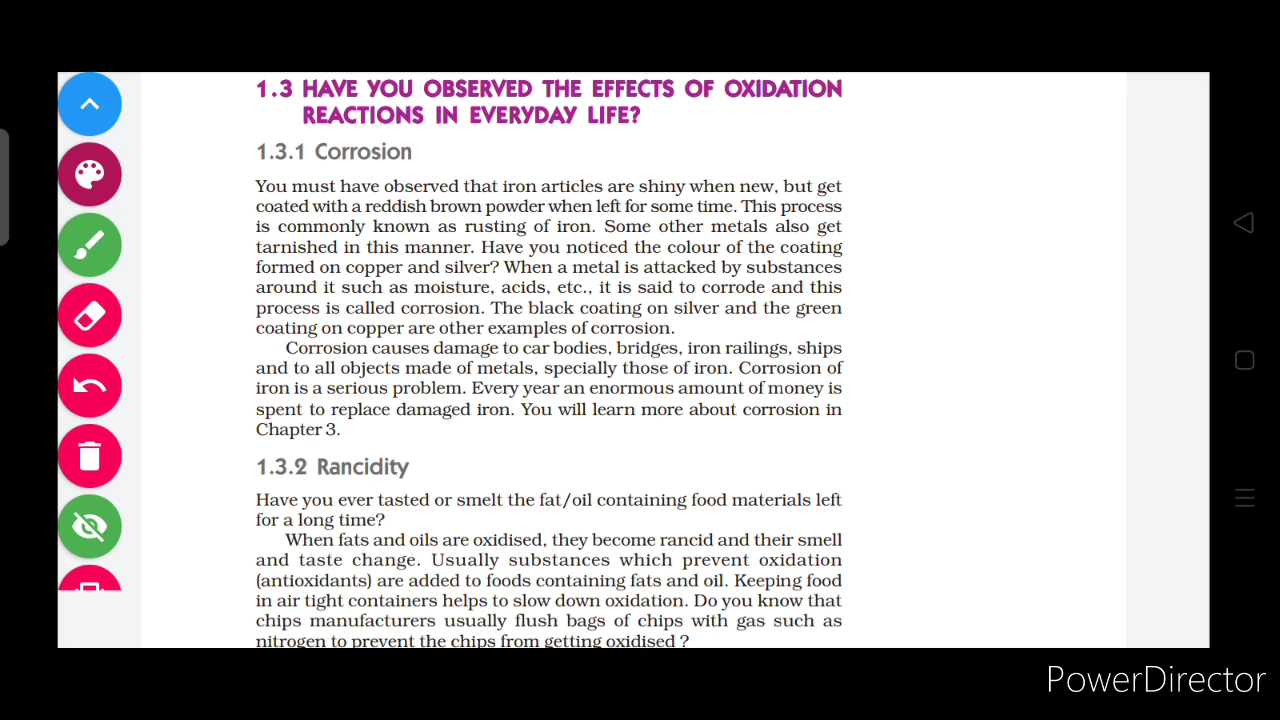 1.3 HAVE YOU OBSERVED THE EFFECTS OF OXIDATION
REACTIONS IN EVERYDAY LIFE?
1.3.1 Corrosion
You must have observed that iron articles are shiny when new, but get
coated with a reddish brown powder when left for some time. This process
is commonly known as rusting of iron. Some other metals also get
tarnished in this manner. Have you noticed the colour of the coating
formed on copper and silver? When a metal is attacked by substances
around it such as moisture, acids, etc., it is said to corrode and this
process is called corrosion. The black coating on silver and the green
coating on copper are other examples of corrosion.
Corrosion causes damage to car bodies, bridges, iron railings, ships
and to all objects made of metals, specially those of iron. Corrosion of
iron is a serious problem. Every year an enormous amount of money is
spent to replace damaged iron. You will learn more about corrosion in
Chapter 3.
1.3.2 Rancidity
Have you ever tasted or smelt the fat/oil containing food materials left
for a long time?
When fats and oils are oxidised, they become rancid and their smell
and taste change. Usually substances which prevent oxidation
(antioxidants) are added to foods containing fats and oil. Keeping food
in air tight containers helps to slow down oxidation. Do you know that
chips manufacturers usually flush bags of chips with gas such as
nitrogen to prevent the chips from getting oxidised ?
PowerDirector